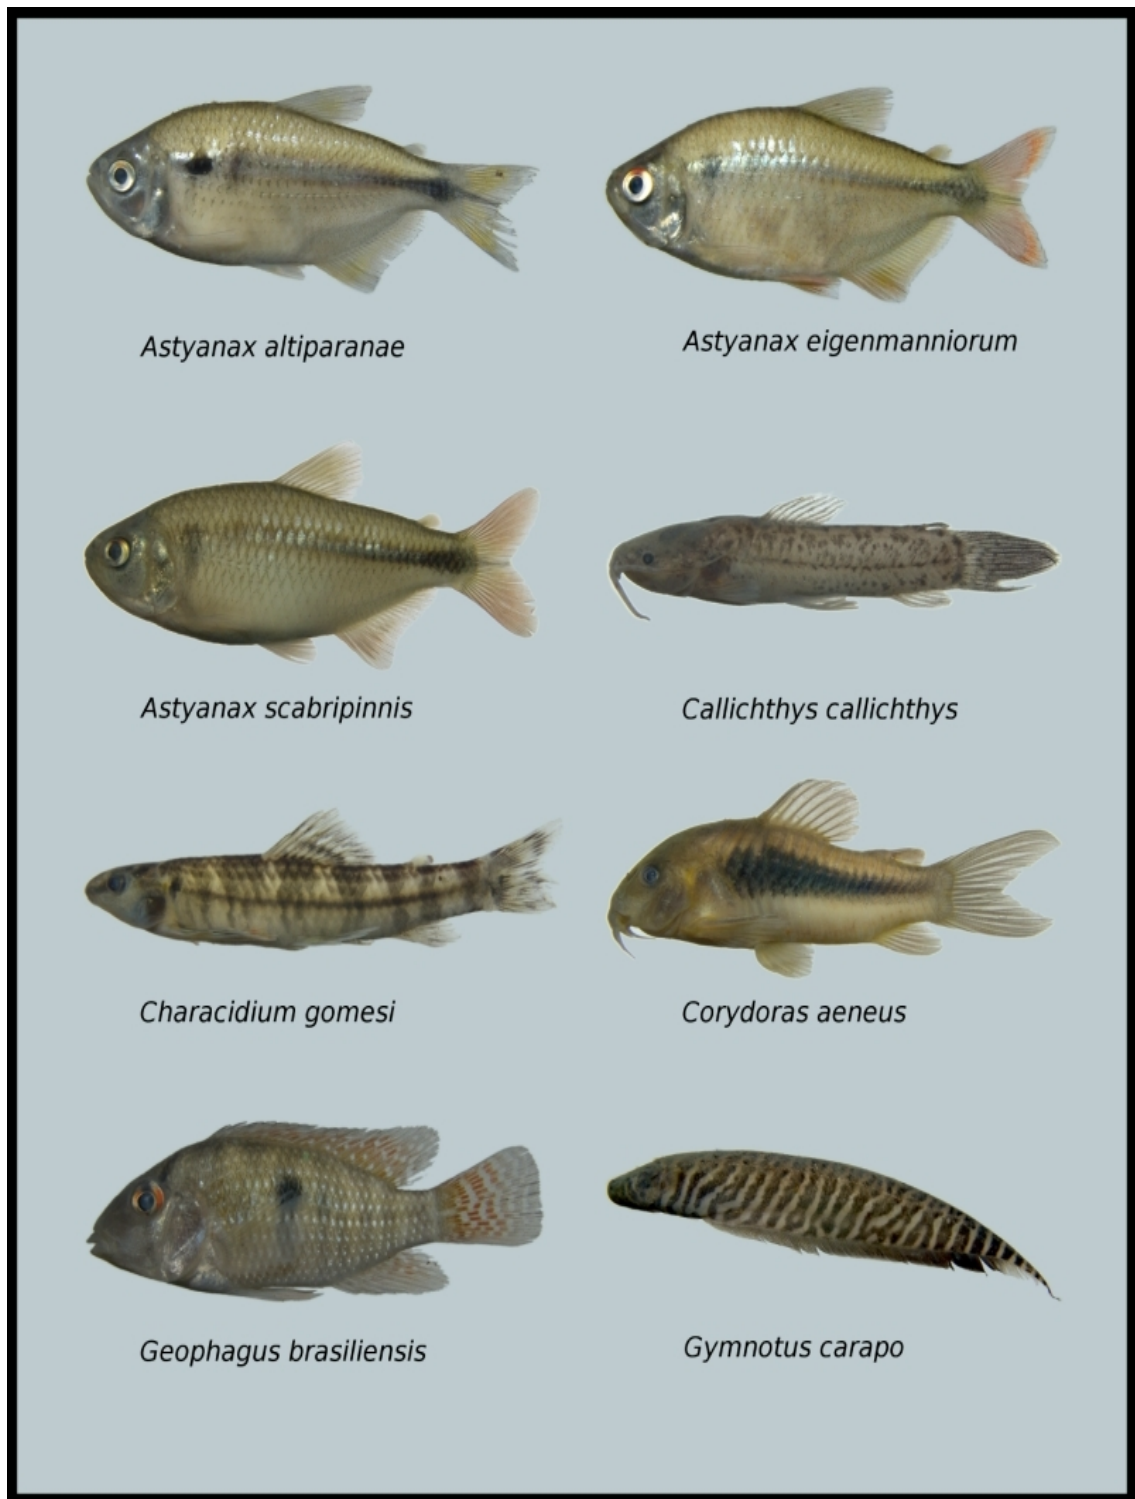 Astyanax altiparanae
Astyanax eigenmanniorum
Astyanax scabripinnis
Callichthys callichthys
Characidium gomesi
Corydoras aeneus
Geophagus brasiliensis
Gymnotus carapo